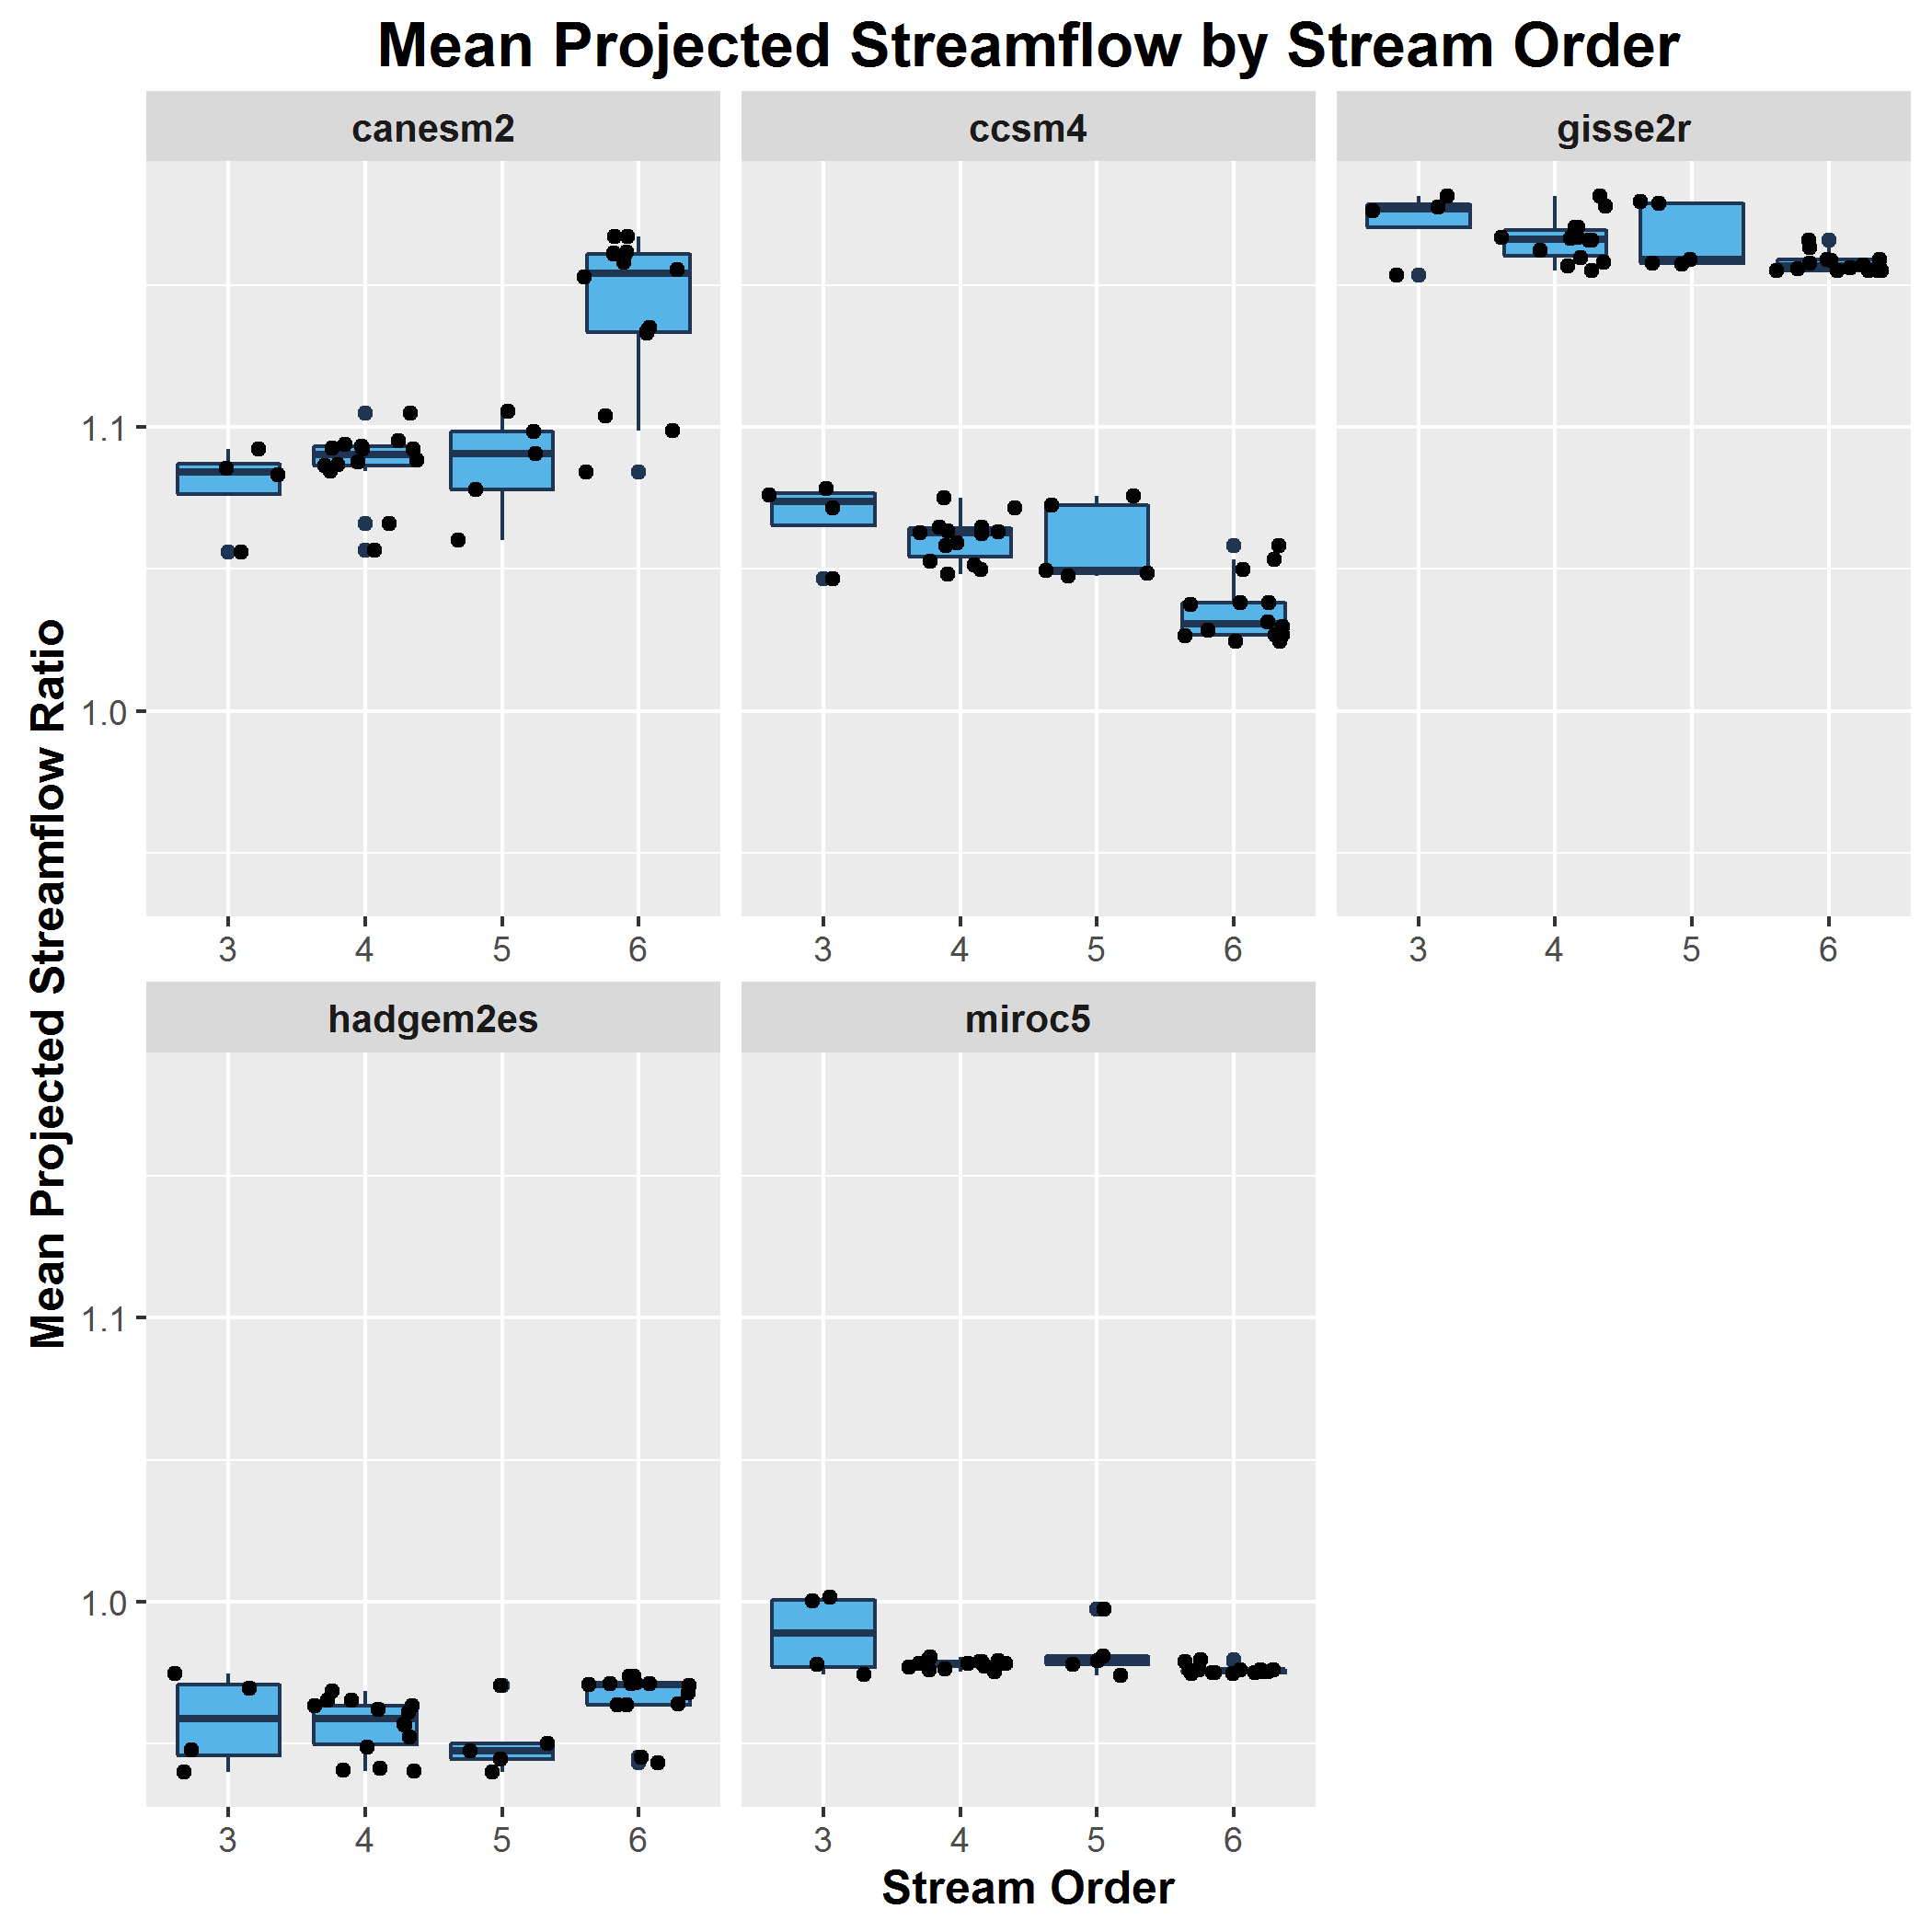 Mean Projected Streamflow by Stream Order
canesm2
ccsm4
gisse2r
1.1
1.0
3 4 5 6
3 4 5 6
3 4 5 6
Mean Projected Streamflow Ratio
hadgem2es
miroc5
1.1
1.0
3 4 5 6
3 4 5 6
Stream Order